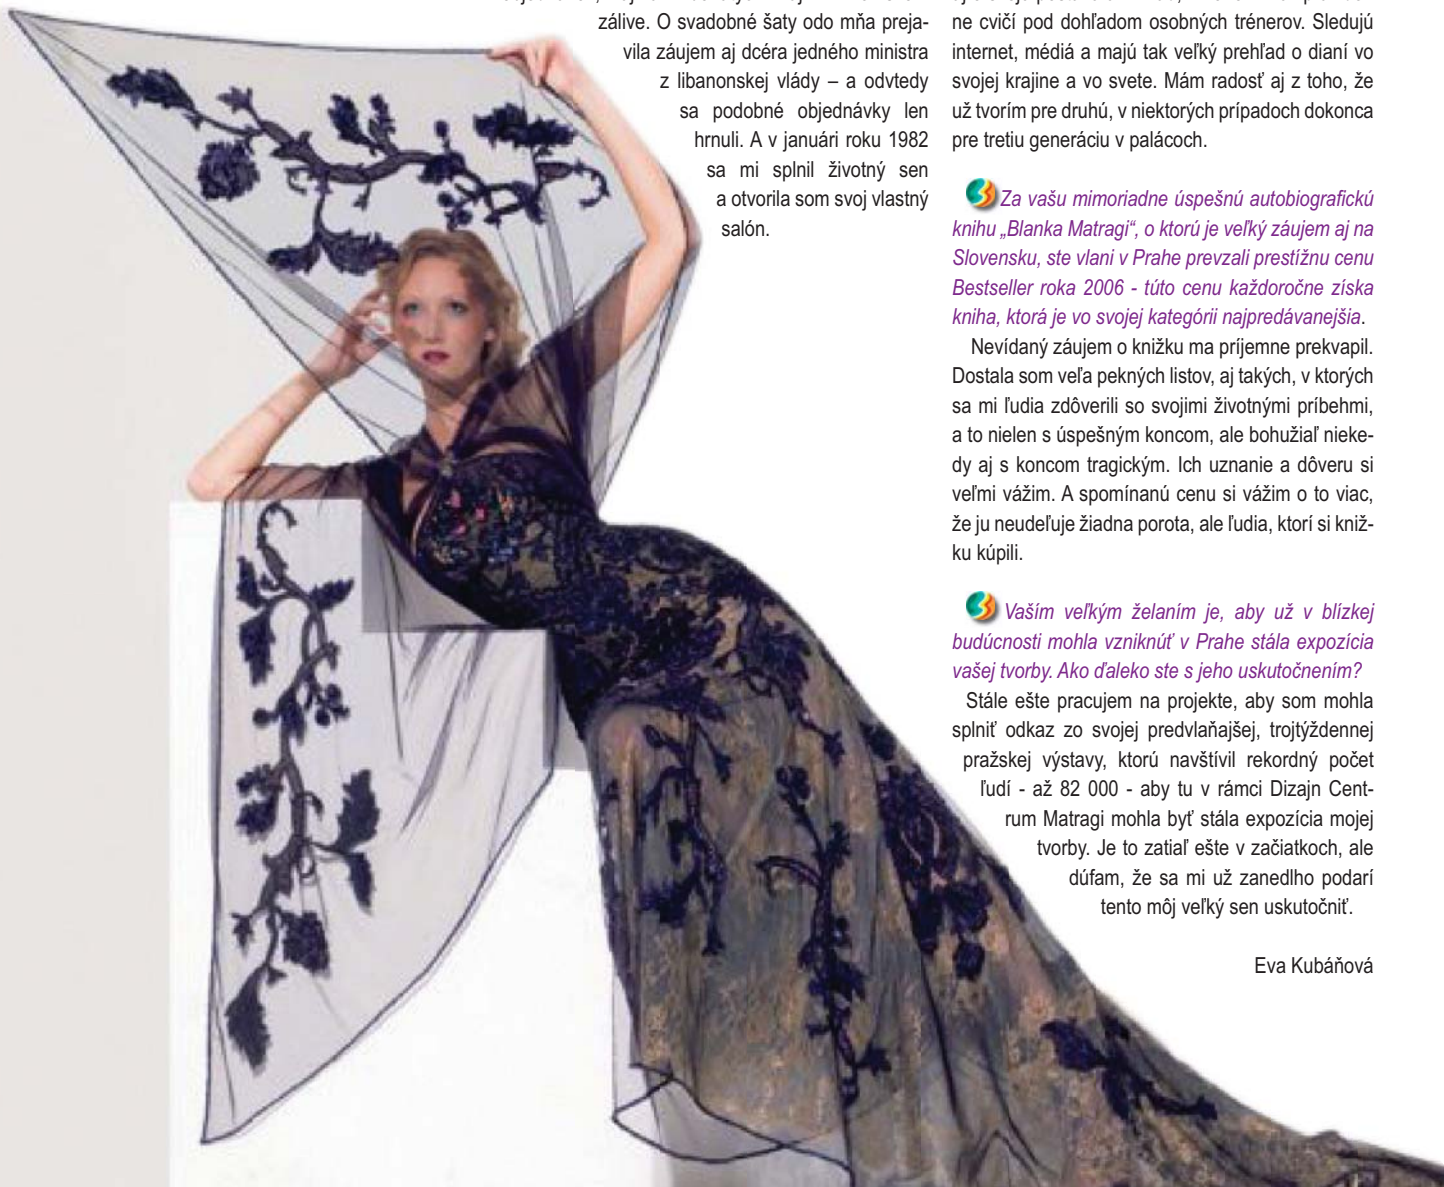 zálive. O svadobné šaty odo mňa preja-
vila záujem aj dcéra jedného ministra
z libanonskej vlády – a odvtedy
sa podobné objednávky len
hrnuli. A v januári roku 1982
sa mi splnil životný sen
a otvorila som svoj vlastný
salón.
ne cvičí pod dohľadom osobných trénerov. Sledujú
internet, médiá a majú tak veľký prehľad o dianí vo
svojej krajine a vo svete. Mám radosť aj z toho, že
už tvorím pre druhú, v niektorých prípadoch dokonca
pre tretiu generáciu v palácoch.
Za vašu mimoriadne úspešnú autobiografickú
knihu „Blanka Matragi“, o ktorú je veľký záujem aj na
Slovensku, ste vlani v Prahe prevzali prestížnu cenu
Bestseller roka 2006 - túto cenu každoročne získa
kniha, ktorá je vo svojej kategórii najpredávanejšia.
Nevídaný záujem o knižku ma príjemne prekvapil.
Dostala som veľa pekných listov, aj takých, v ktorých
sa mi ľudia zdôverili so svojimi životnými príbehmi,
a to nielen s úspešným koncom, ale bohužiaľ nieke-
dy aj s koncom tragickým. Ich uznanie a dôveru si
veľmi vážim. A spomínanú cenu si vážim o to viac,
že ju neudeľuje žiadna porota, ale ľudia, ktorí si kniž-
ku kúpili.
Vaším veľkým želaním je, aby už v blízkej
budúcnosti mohla vzniknúť v Prahe stála expozícia
vašej tvorby. Ako ďaleko ste s jeho uskutočnením?
Stále ešte pracujem na projekte, aby som mohla
splniť odkaz zo svojej predvlaňajšej, trojtýždennej
pražskej výstavy, ktorú navštívil rekordný počet
ľudí - až 82 000 - aby tu v rámci Dizajn Cent-
rum Matragi mohla byť stála expozícia mojej
tvorby. Je to zatiaľ ešte v začiatkoch, ale
dúfam, že sa mi už zanedlho podarí
tento môj veľký sen uskutočniť.
Eva Kubáňová